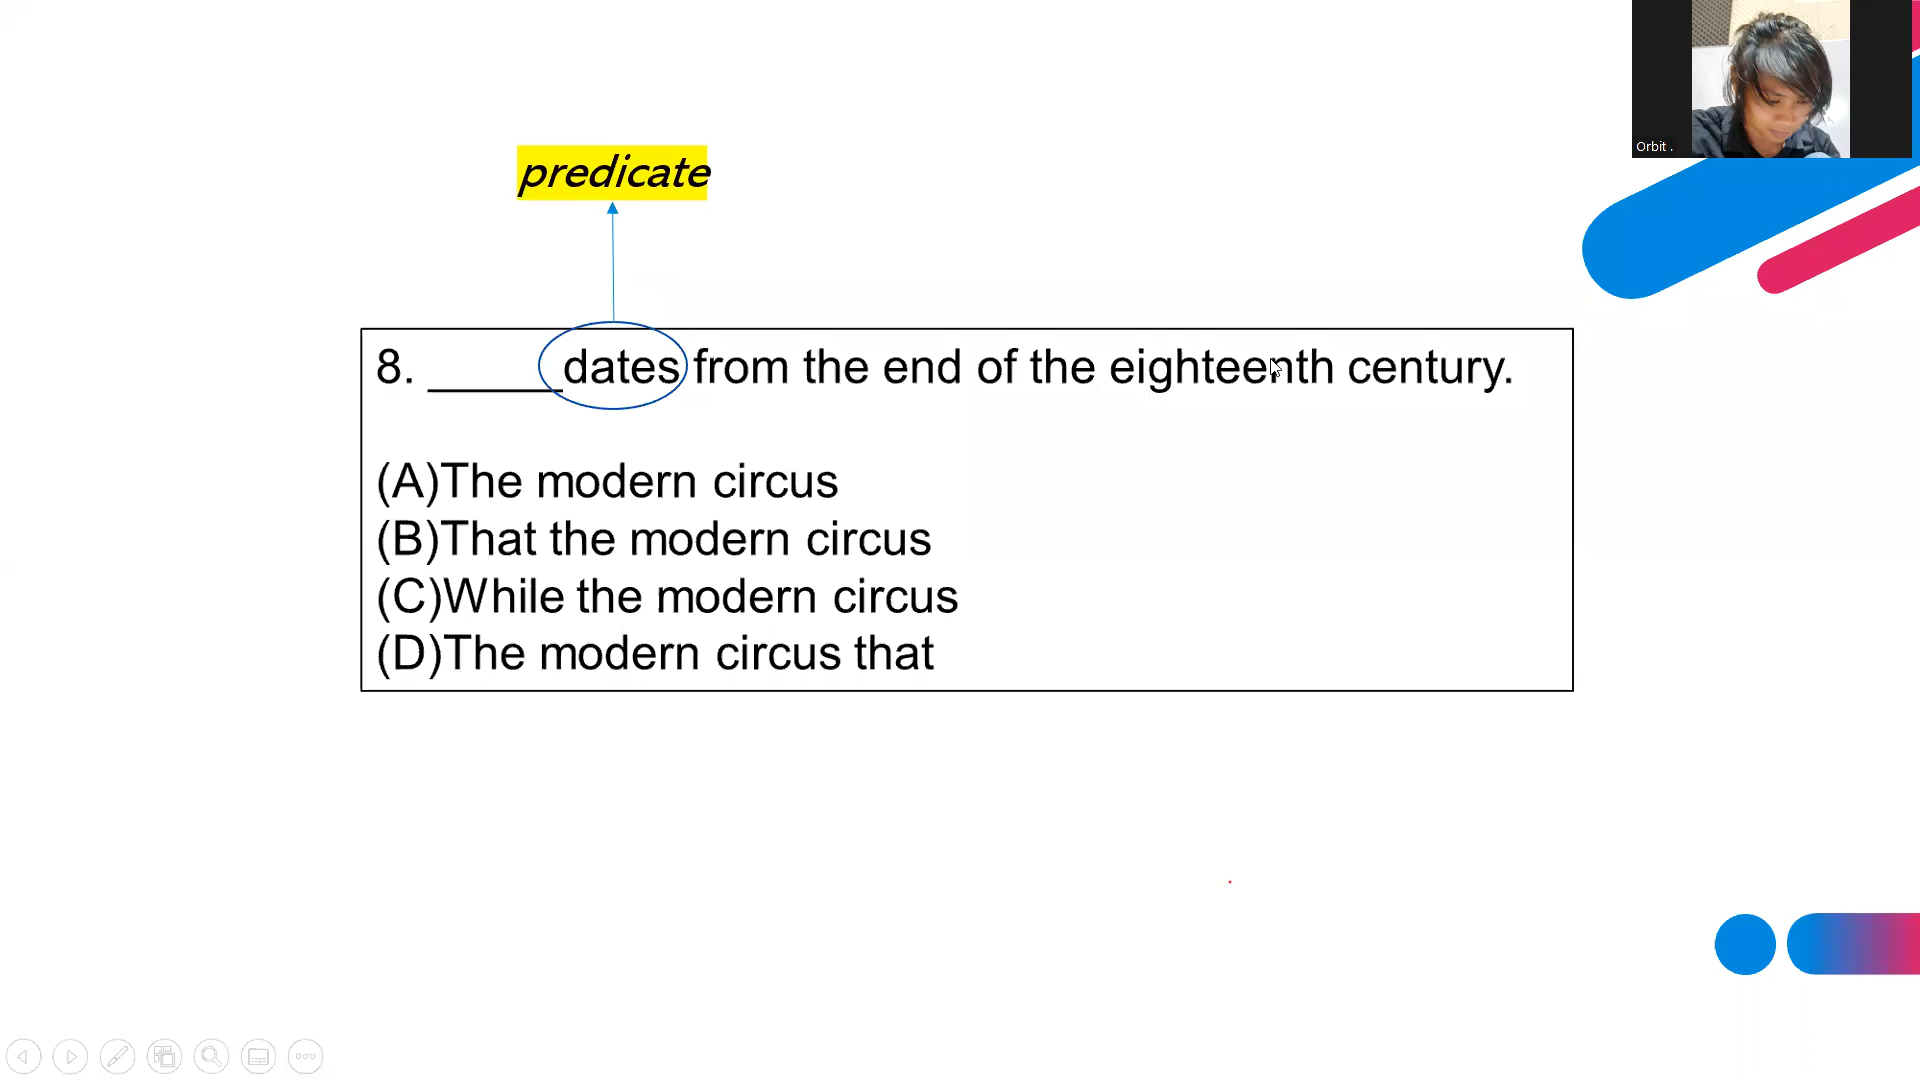 Orbit .
predicate
8. ______dates from the end of the eighteenth century.
(A)The modern circus
(B)That the modern circus
(C)While the modern circus
(D)The modern circus that